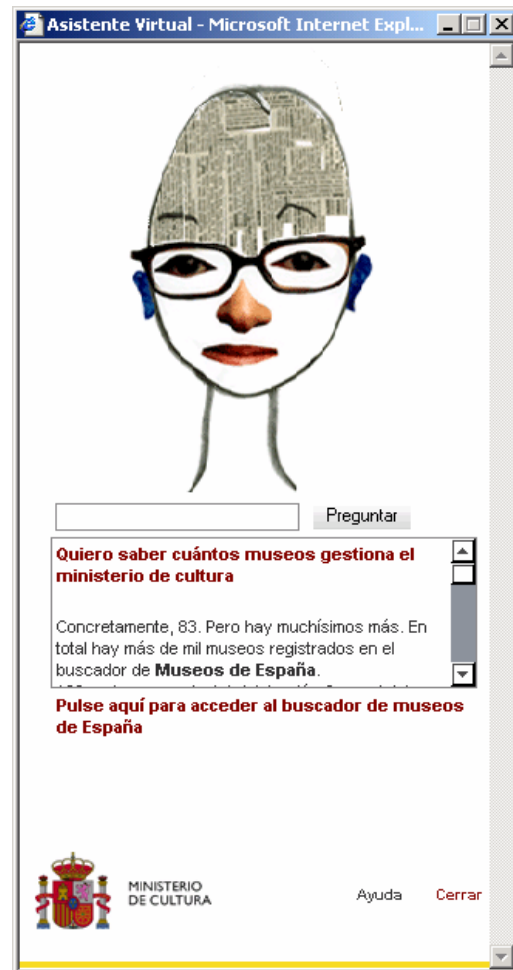 Asistente Virtual - Microsoft Internet Expl...
Preguntar
Quiero saber cuántos museos gestiona el
ministerio de cultura
Concretamente, 83. Pero hay muchísimos más. En
total hay más de mil museos registrados en el
buscador de Museos de España.
Pulse aquí para acceder al buscador de museos
de España
MINISTERIO
DE CULTURA
Ayuda
Cerrar